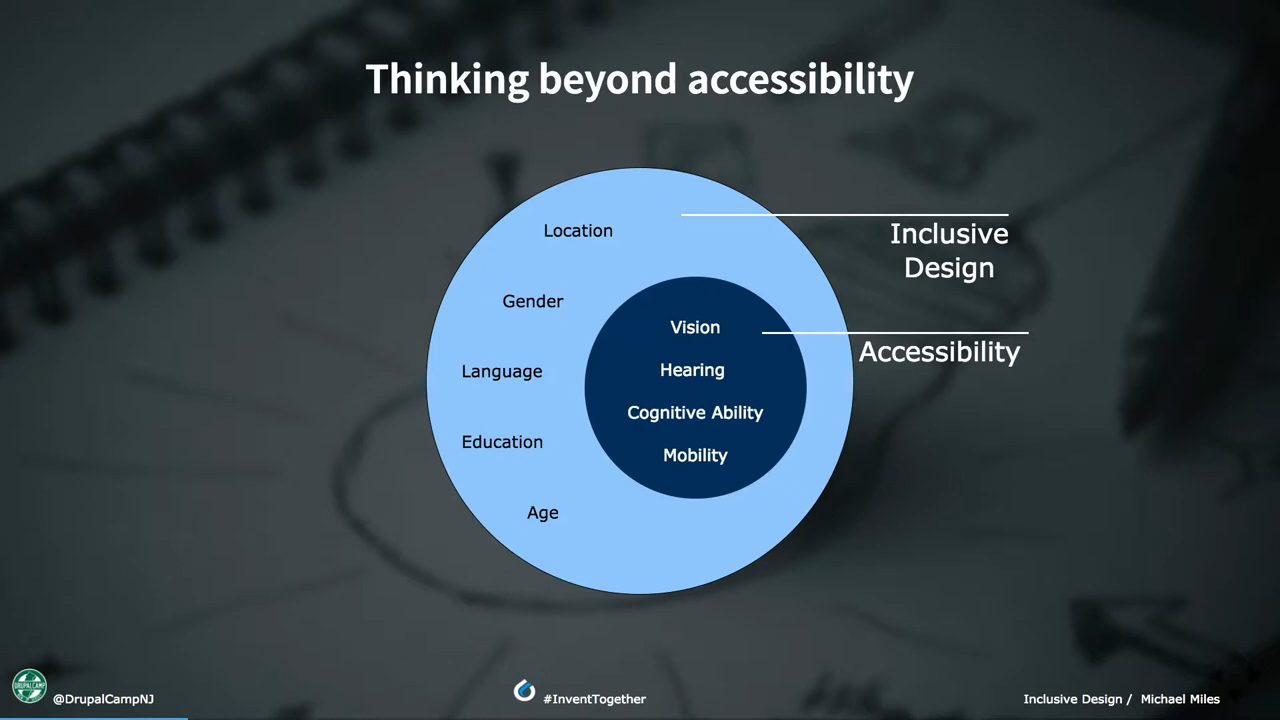 Thinking beyond accessibility
Location
Inclusive
Design
Gender
Vision
Accessibility
Language
Hearing
Cognitive Ability
Education
Mobility
Age
DRUPALCAMP
@DrupalCampNJ
#InventTogether
Inclusive Design / Michael Miles